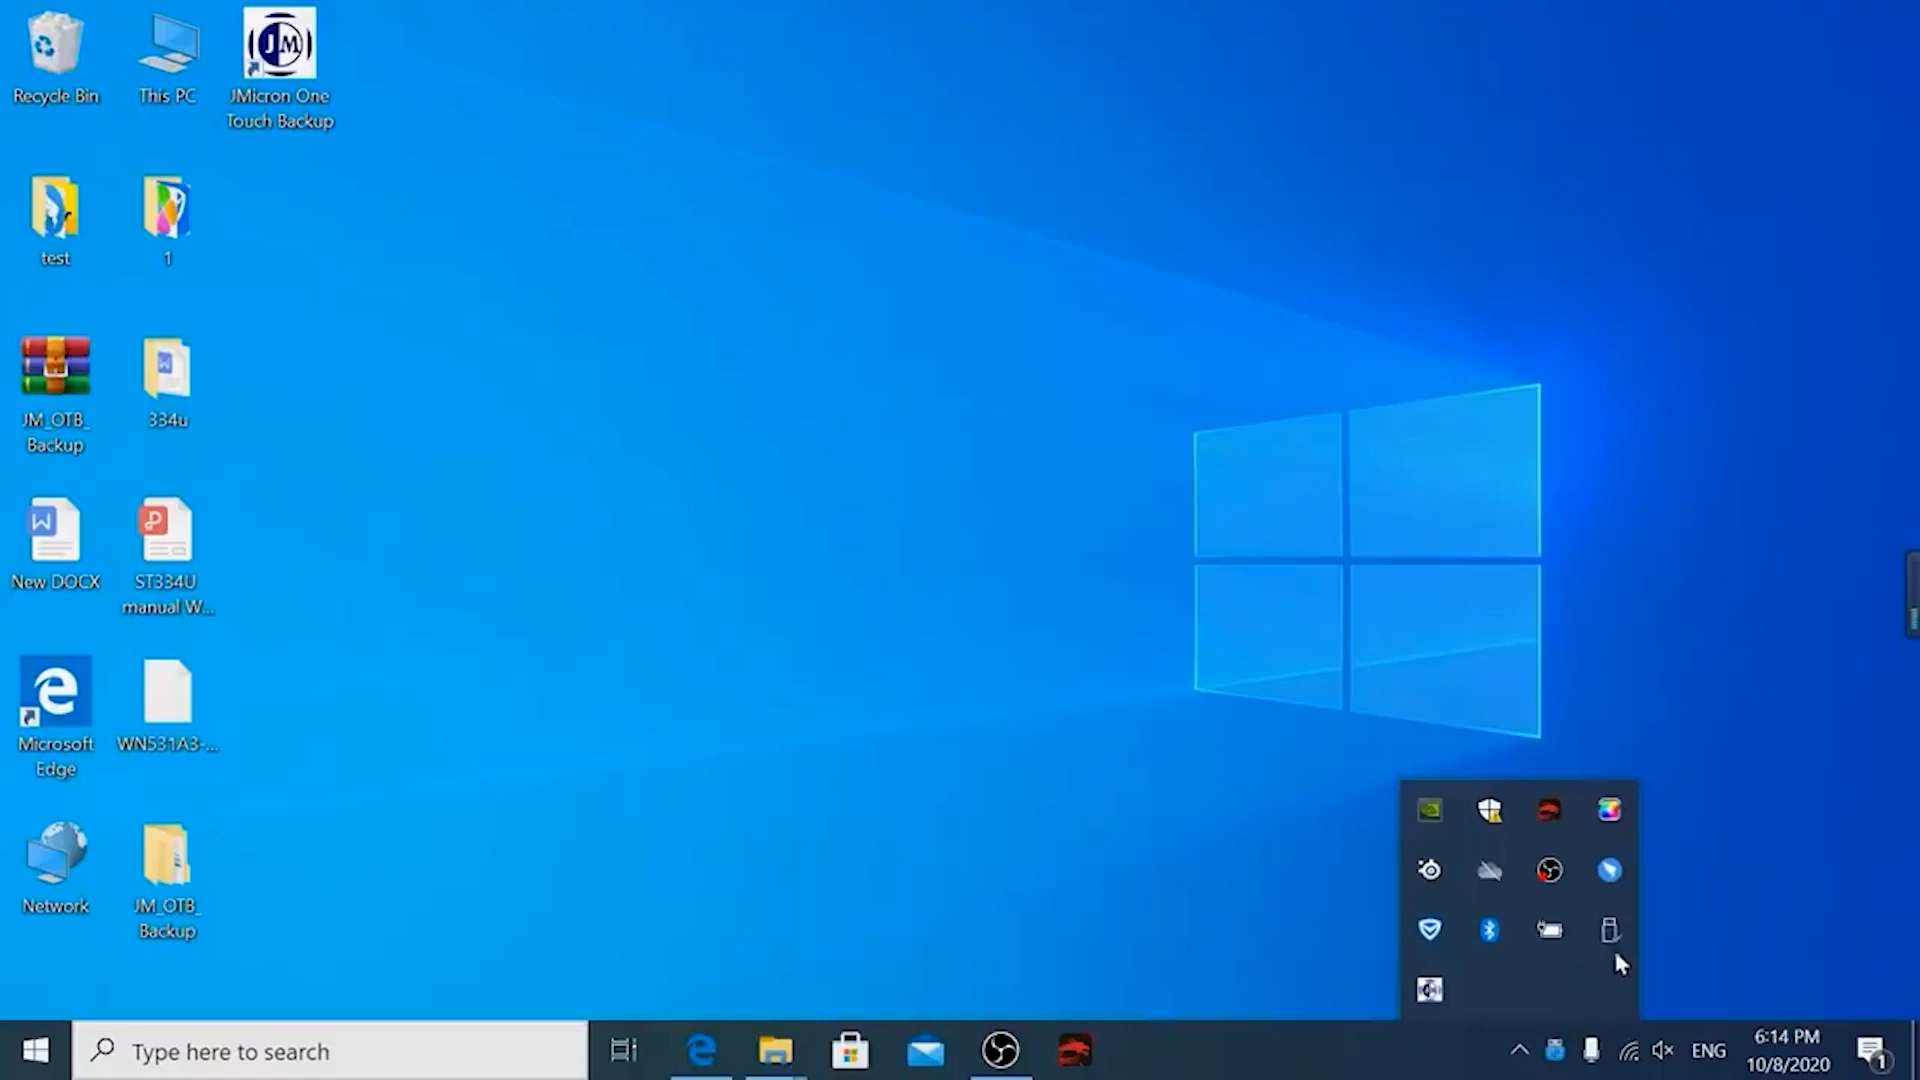 Recycle Bin
This PC
JMicron One
Touch Backup
test
1
JM_OTB_
Backup
334u
New DOCX
ST334U
manual W...
Microsoft
Edge
WN531A3-...
Network
JM_OTB_
Backup
Type here to search
ENG
6:14 PM
10/8/2020
1